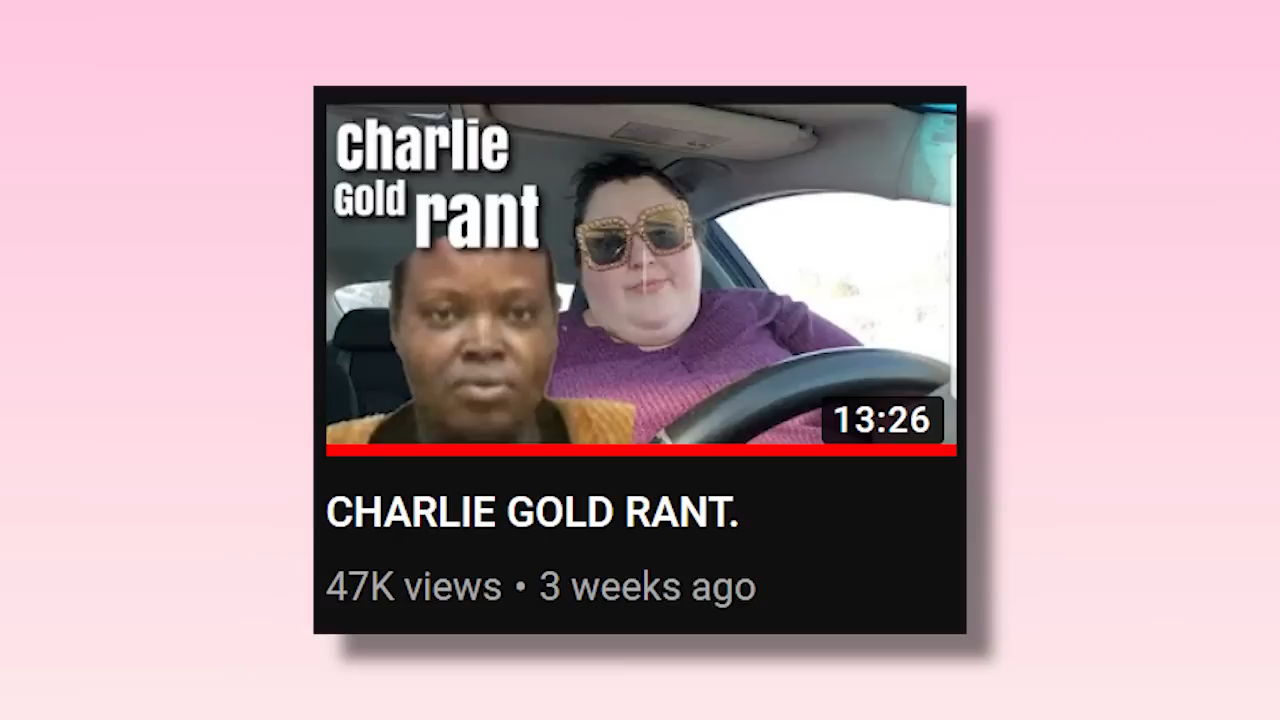 Charlie
Gold rant
13:26
CHARLIE GOLD RANT.
47K views • 3 weeks ago